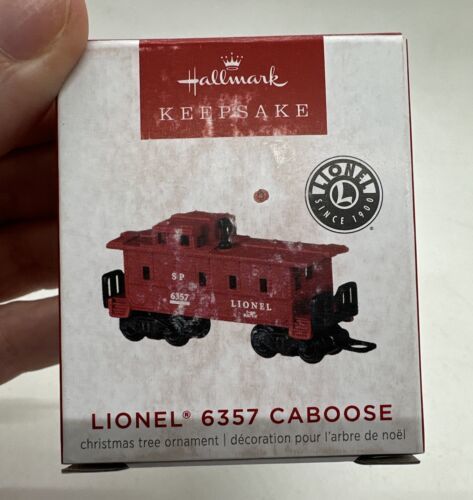 Hallmark
KEEPSAKE
LIONEL
L
SINCE 1900
®
SP
6357
LIONEL
LIONEL® 6357 CABOOSE
christmas tree ornament | décoration pour l'arbre de noël